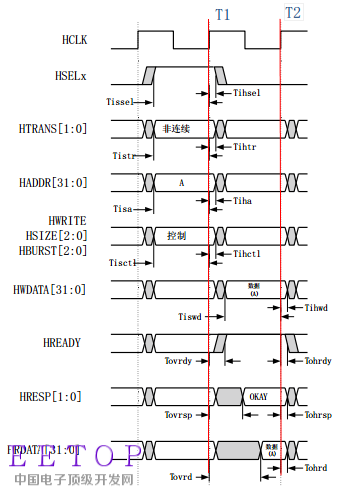 T1 T2
HCLK
HSELx
Tissel Tihsel
HTRANS[1:0] 非连续
Tistr Tihtr
HADDR[31:0] A
Tisa Tiha
HWRITE
HSIZE[2:0] 控制
HBURST[2:0]
Tisctl Tihctl
HWDATA[31:0] 数据
(A)
Tiswd Tihwd
HREADY
Tovrdy Tohrdy
HRESP[1:0] OKAY
Tovrsp Tohrsp
HRDATA[31:0] 数据
(A)
EETOP
Tovrd Tohrd
中国电子顶级开发网